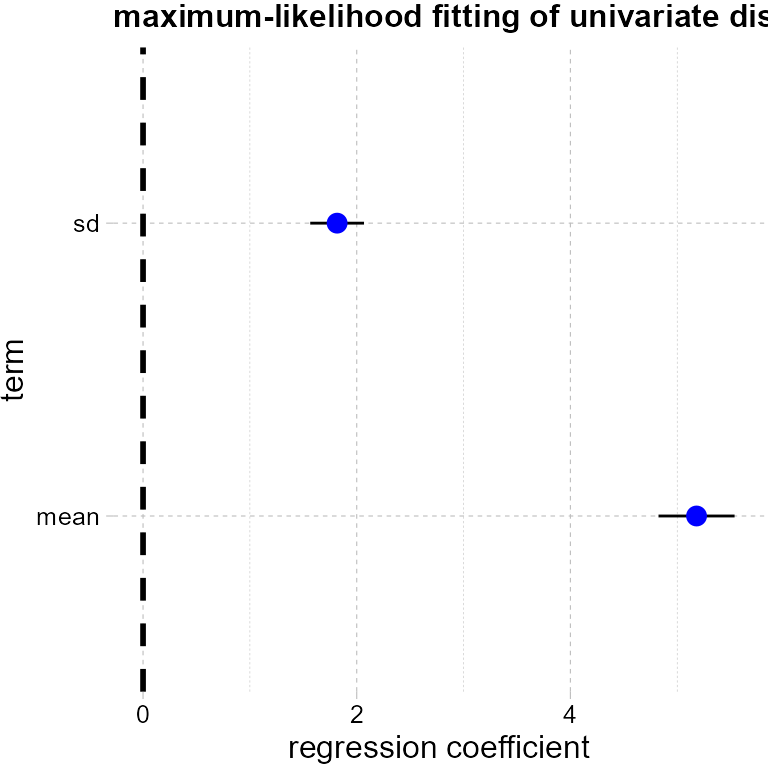 maximum-likelihood fitting of univariate dis
sd
term
mean
0 2 4
regression coefficient